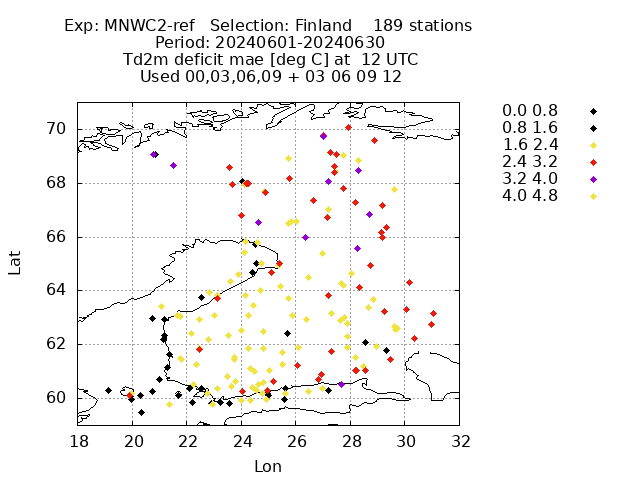 Exp: MNWC2-ref   Selection: Finland    189 stations
Period: 20240601-20240630
Td2m deficit mae [deg C] at  12 UTC
Used 00,03,06,09 + 03 06 09 12
0.0 0.8
0.8 1.6
1.6 2.4
2.4 3.2
3.2 4.0
4.0 4.8
70
68
66
64
62
60
Lat
18 20 22 24 26 28 30 32
Lon